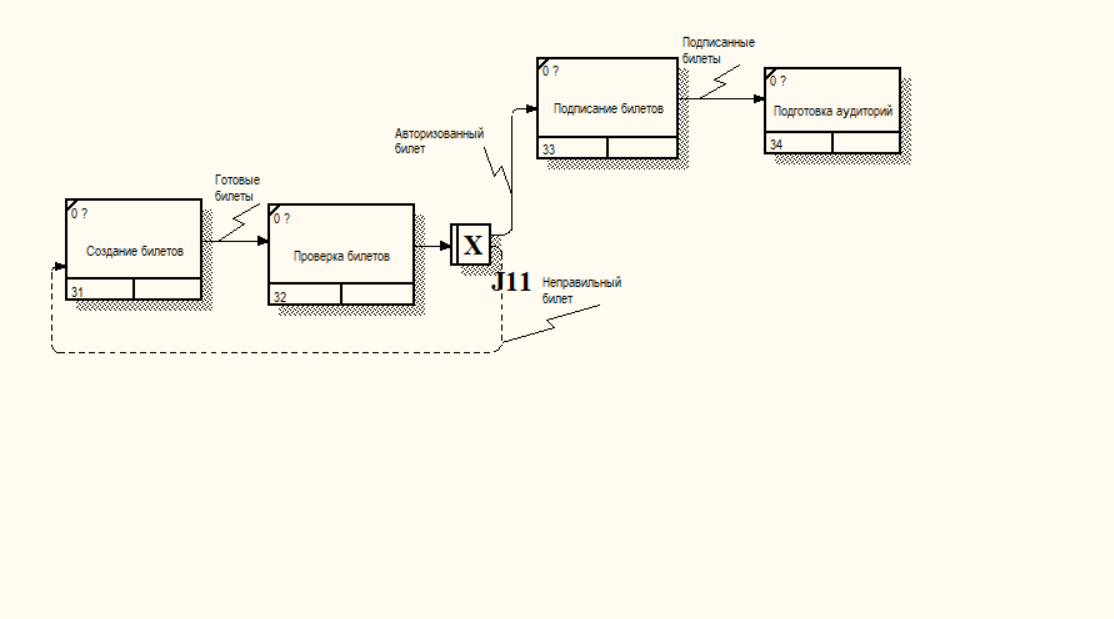 Подписанные
билеты
0 ?
Подписание билетов
33
0 ?
Подготовка аудиторий
34
Авторизованный
билет
Готовые
билеты
0 ?
Создание билетов
31
0 ?
Проверка билетов
32
X
J11
Неправильный
билет